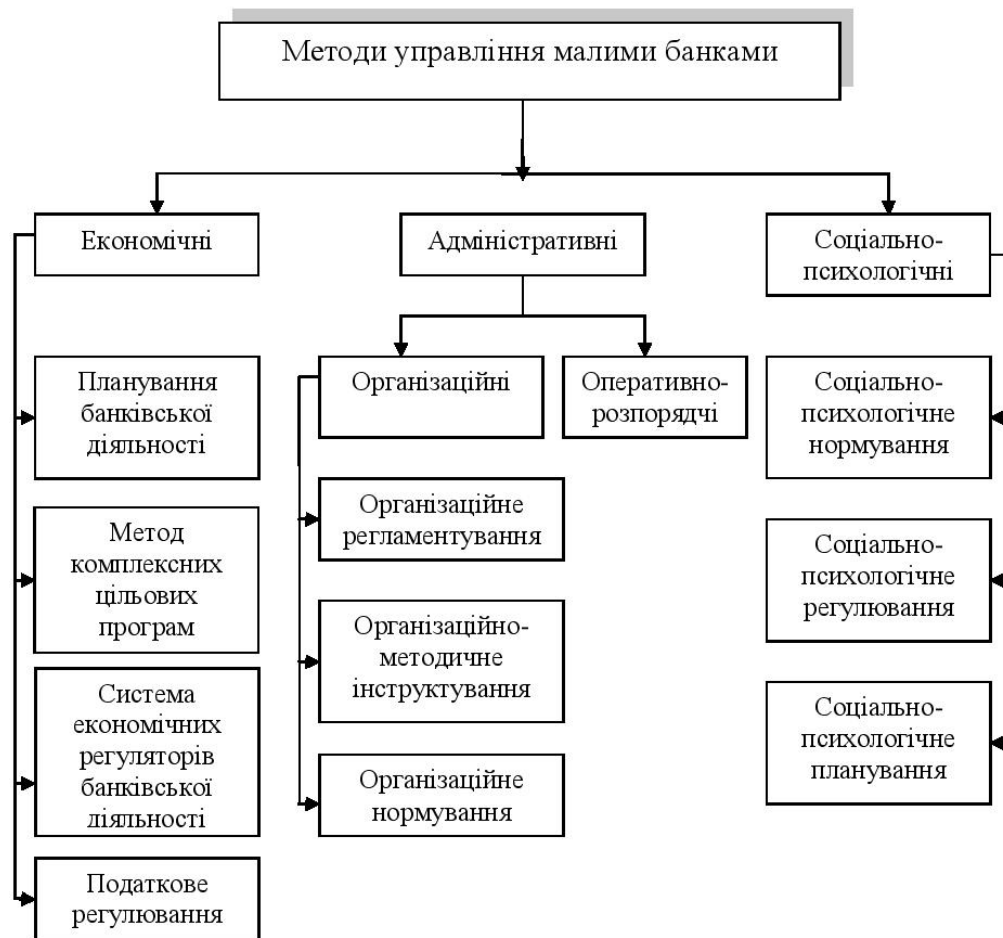 Методи управління малими банками
Економічні
Адміністративні
Соціально-
психологічні
Планування
банківської
діяльності
Метод
комплексних
цільових
програм
Система
економічних
регуляторів
банківської
діяльності
Податкове
регулювання
Організаційні
Оперативно-
розпорядчі
Організаційне
регламентування
Організаційно-
методичне
інструктування
Організаційне
нормування
Соціально-
психологічне
нормування
Соціально-
психологічне
регулювання
Соціально-
психологічне
планування